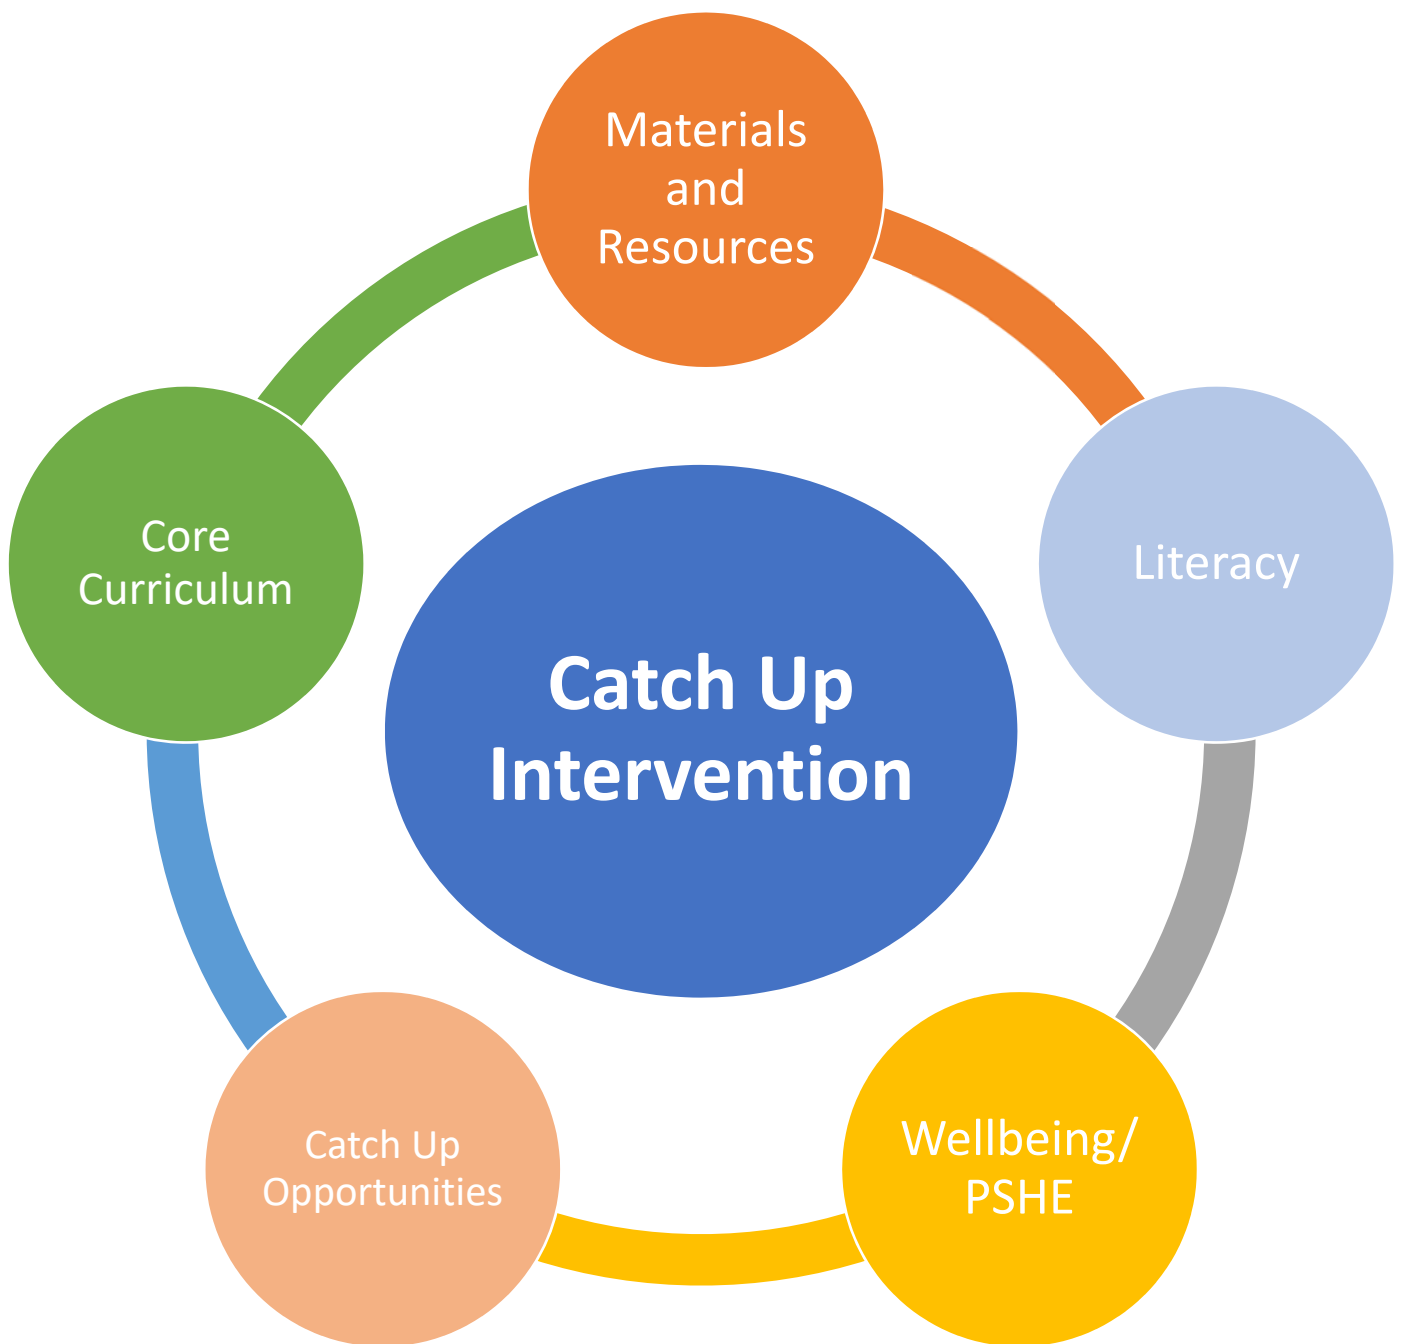 Materials
and
Resources
Literacy
Wellbeing/
PSHE
Catch Up
Opportunities
Core
Curriculum
Catch Up
Intervention